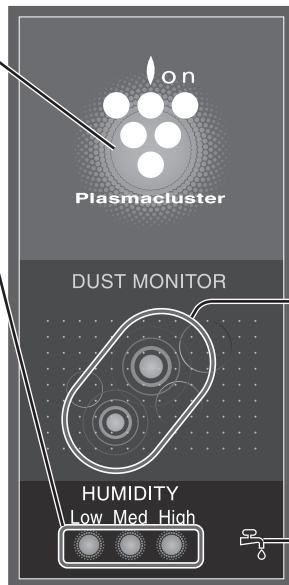 Ion
Plasmacluster
DUST MONITOR
HUMIDITY
Low Med High